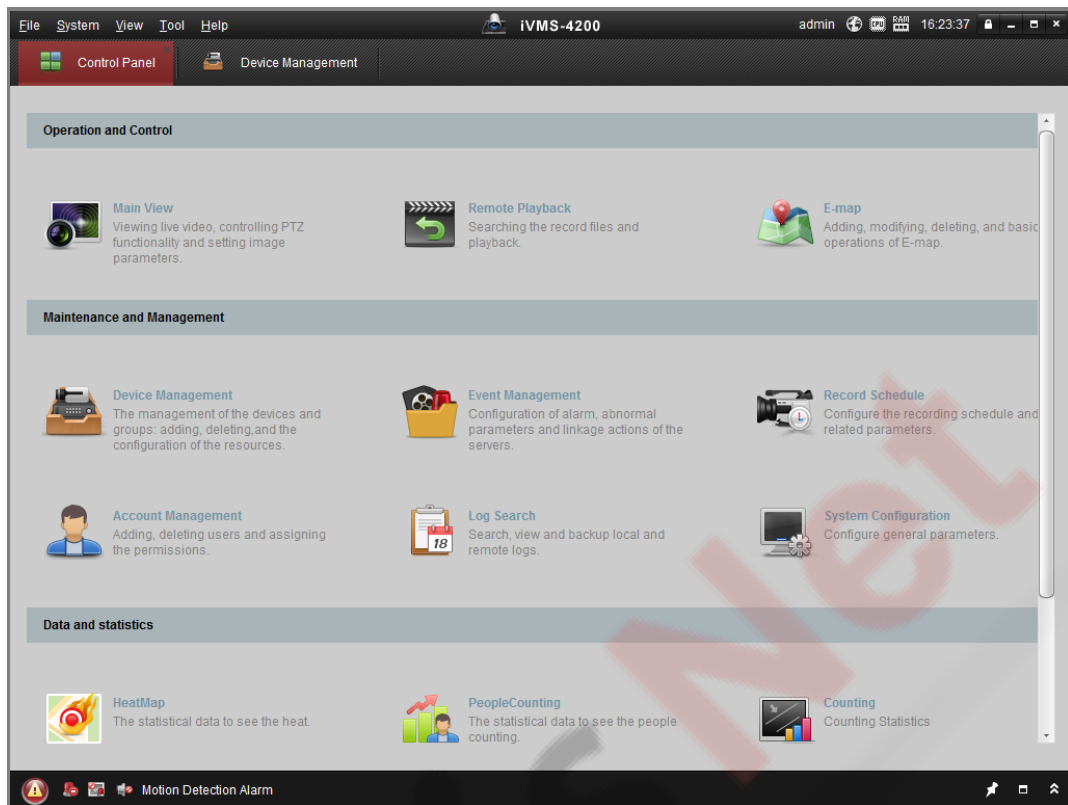 File System View Tool Help iVMS-4200 admin CPU RAM 16:23:37
Control Panel Device Management
Operation and Control
Main View
Viewing live video, controlling PTZ
functionality and setting image
parameters.
Remote Playback
Searching the record files and
playback.
E-map
Adding, modifying, deleting, and basic
operations of E-map.
Maintenance and Management
Device Management
The management of the devices and
groups: adding, deleting,and the
configuration of the resources.
Event Management
Configuration of alarm, abnormal
parameters and linkage actions of the
servers.
Record Schedule
Configure the recording schedule and
related parameters.
Account Management
Adding, deleting users and assigning
the permissions.
18
Log Search
Search, view and backup local and
remote logs.
System Configuration
Configure general parameters.
Data and statistics
HeatMap
The statistical data to see the heat.
PeopleCounting
The statistical data to see the people
counting.
Counting
Counting Statistics
Motion Detection Alarm
Net